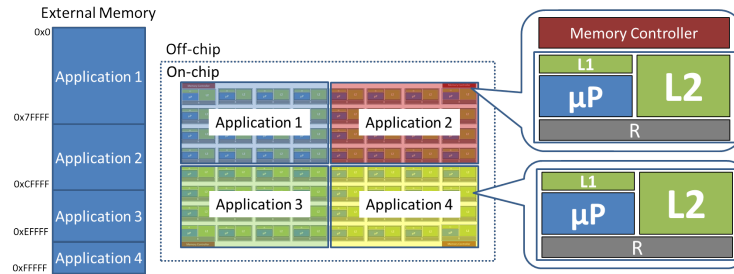 External Memory
0x0
Application 1
0x7FFFF
Application 2
0xCFFFF
Application 3
0xEFFFF
Application 4
0xFFFFF
Off-chip
On-chip
Application 1
Application 2
Application 3
Application 4
Memory Controller
L1
L2
µP
R
L1
L2
µP
R